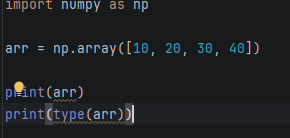 import numpy as np
arr = np.array([10, 20, 30, 40])
print(arr)
print(type(arr))